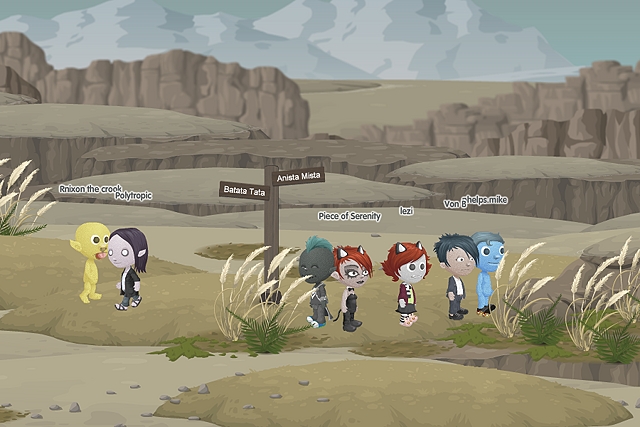 Rnixon the crook
Polytropic
Batata Tata
Anista Mista
Piece of Serenity
lezi
Von
helps.mike